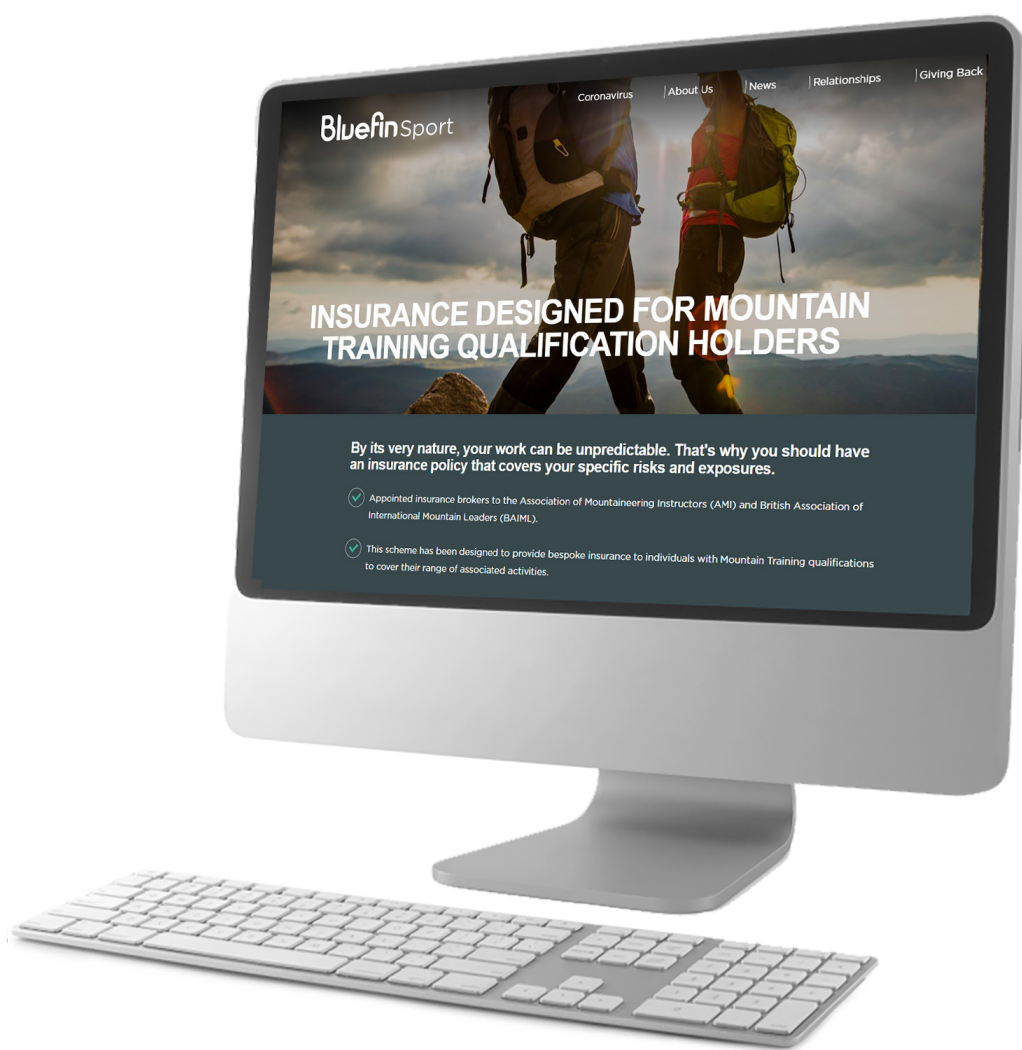 Coronavirus | About Us | News | Relationships | Giving Back
Bluefin Sport
INSURANCE DESIGNED FOR MOUNTAIN
TRAINING QUALIFICATION HOLDERS
By its very nature, your work can be unpredictable. That's why you should have
an insurance policy that covers your specific risks and exposures.
Appointed insurance brokers to the Association of Mountaineering Instructors (AMI) and British Association of
International Mountain Leaders (BAIML).
This scheme has been designed to provide bespoke insurance to individuals with Mountain Training qualifications
to cover their range of associated activities.